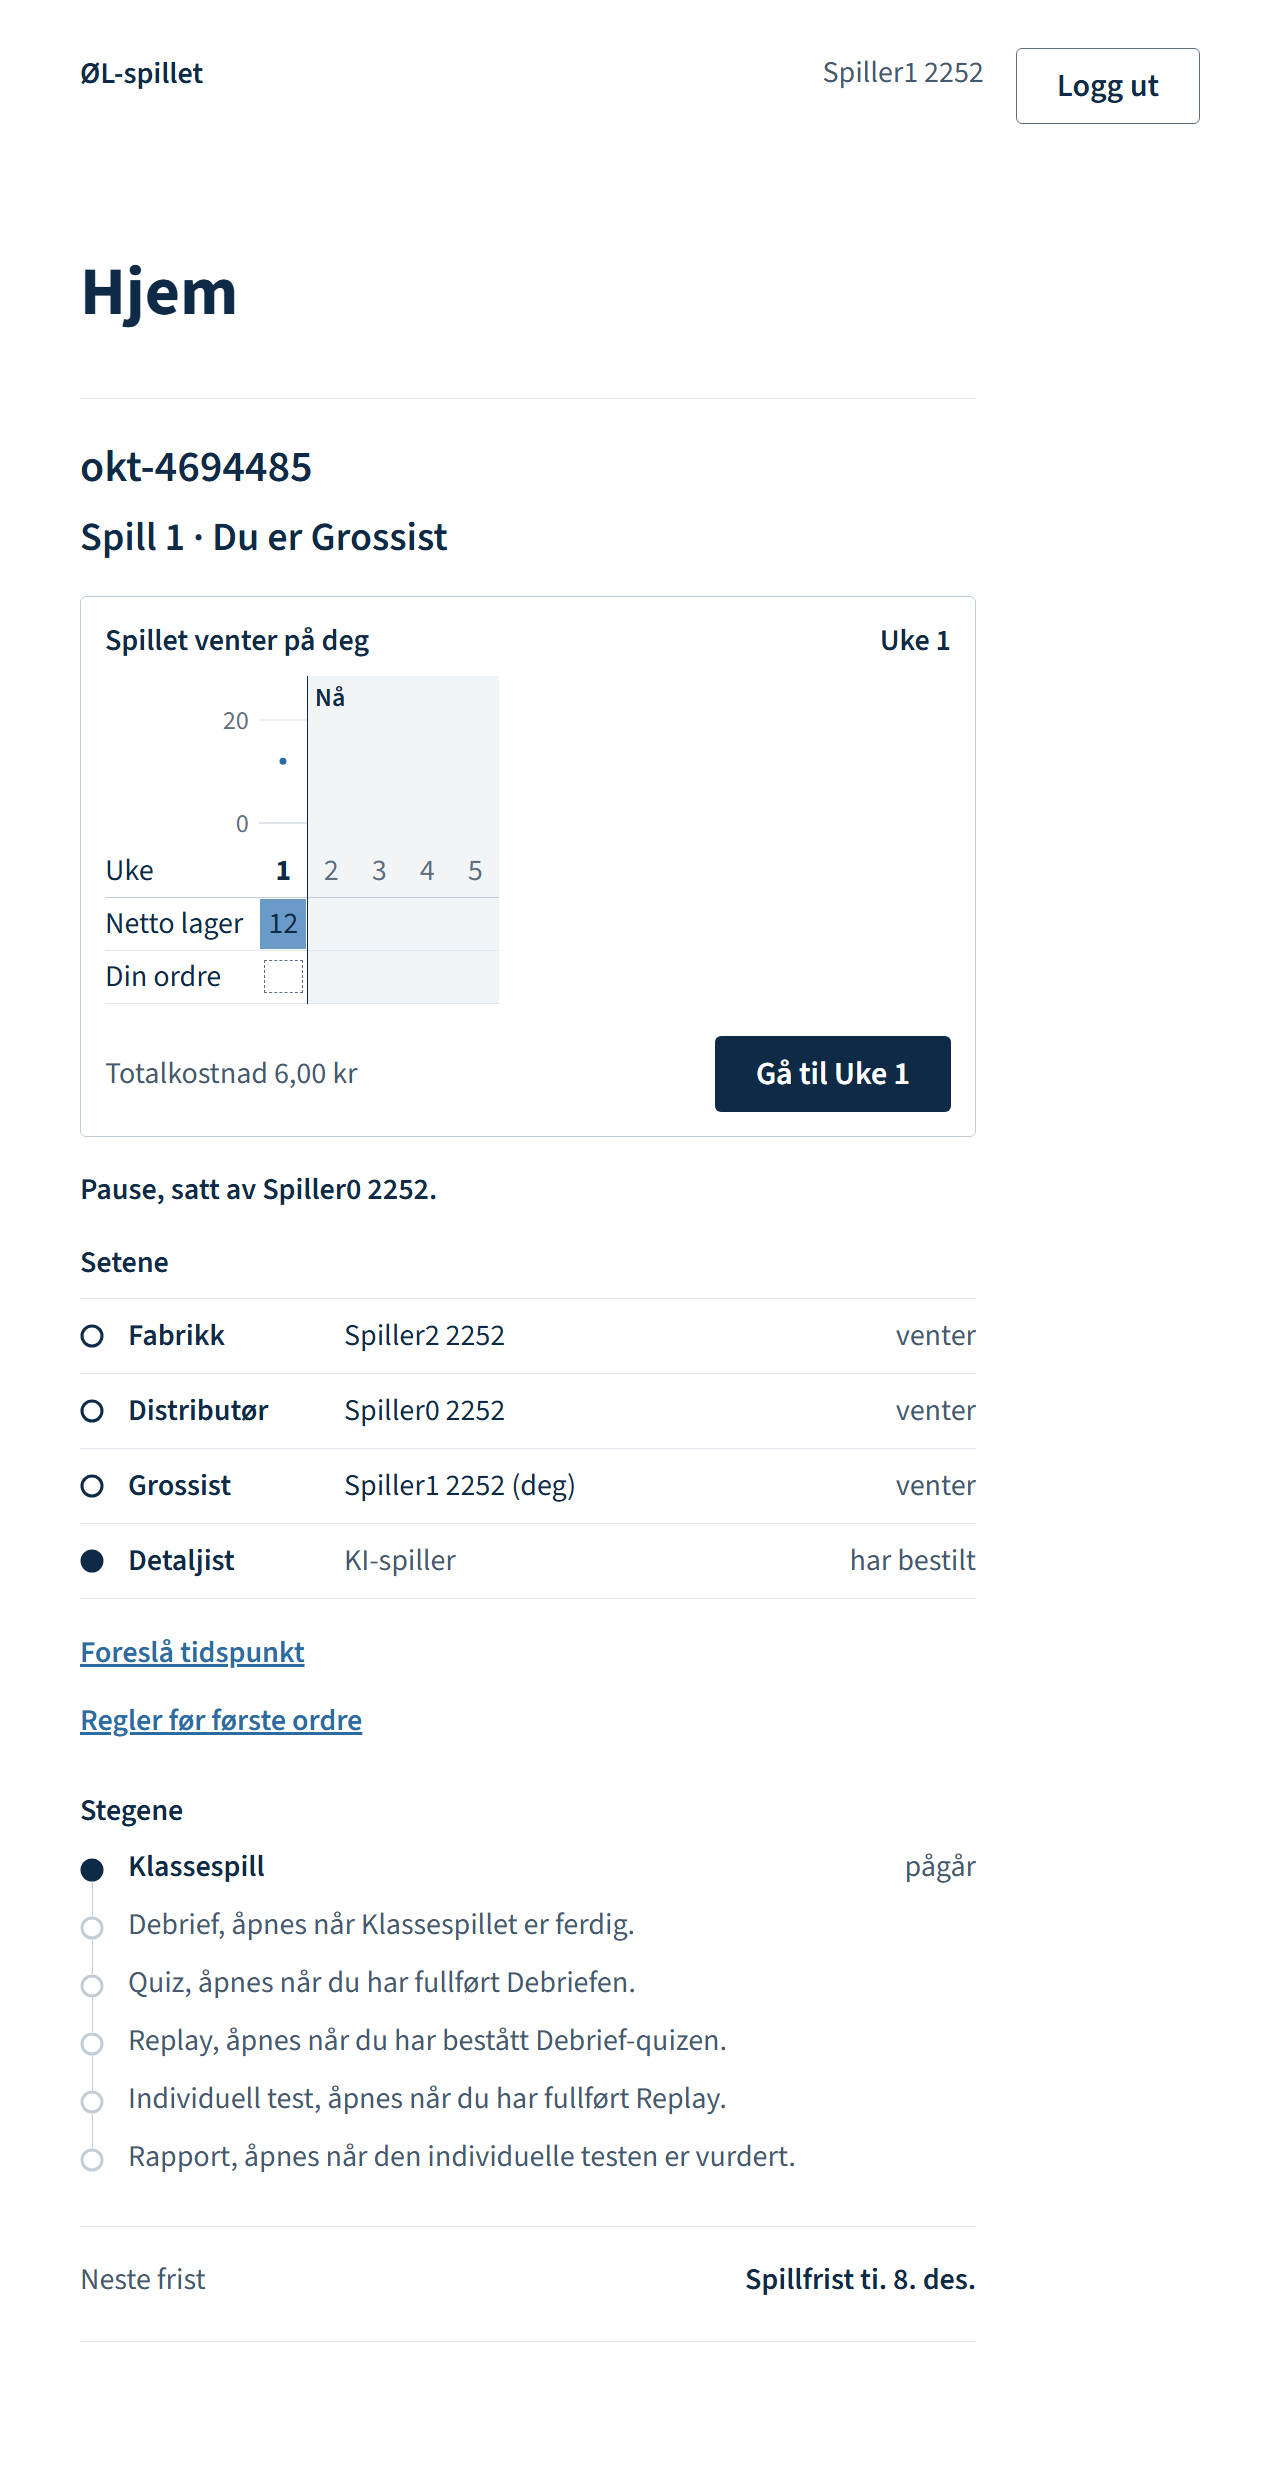 ØL-spillet
Spiller1 2252
Logg ut
Hjem
okt-4694485
Spill 1 · Du er Grossist
Spillet venter på deg
Uke 1
Nå
20
0
Uke 1 2 3 4 5
Netto lager 12
Din ordre
Totalkostnad 6,00 kr
Gå til Uke 1
Pause, satt av Spiller0 2252.
Setene
Fabrikk Spiller2 2252 venter
Distributør Spiller0 2252 venter
Grossist Spiller1 2252 (deg) venter
Detaljist KI-spiller har bestilt
Foreslå tidspunkt
Regler før første ordre
Stegene
Klassespill pågår
Debrief, åpnes når Klassespillet er ferdig.
Quiz, åpnes når du har fullført Debriefen.
Replay, åpnes når du har bestått Debrief-quizen.
Individuell test, åpnes når du har fullført Replay.
Rapport, åpnes når den individuelle testen er vurdert.
Neste frist Spillfrist ti. 8. des.